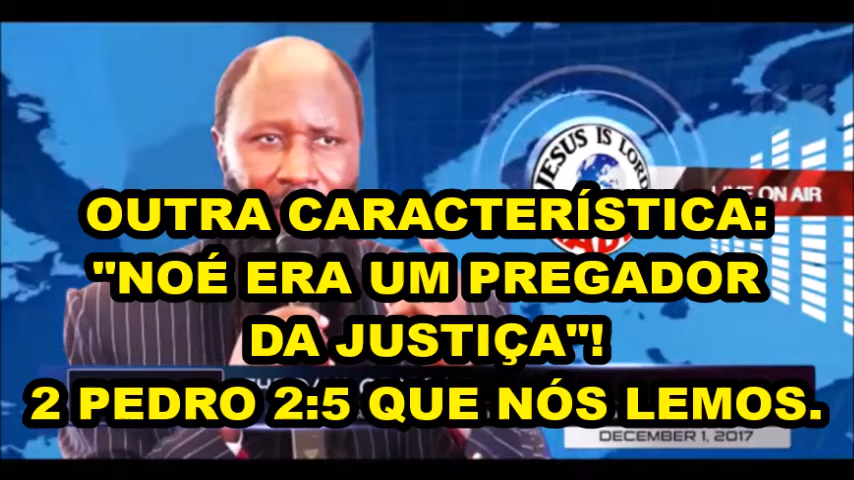 JESUS IS LORD
RADI
LIVE ON AIR
OUTRA CARACTERÍSTICA:
"NOÉ ERA UM PREGADOR
DA JUSTIÇA"!
2 PEDRO 2:5 QUE NÓS LEMOS.
DECEMBER 1, 2017